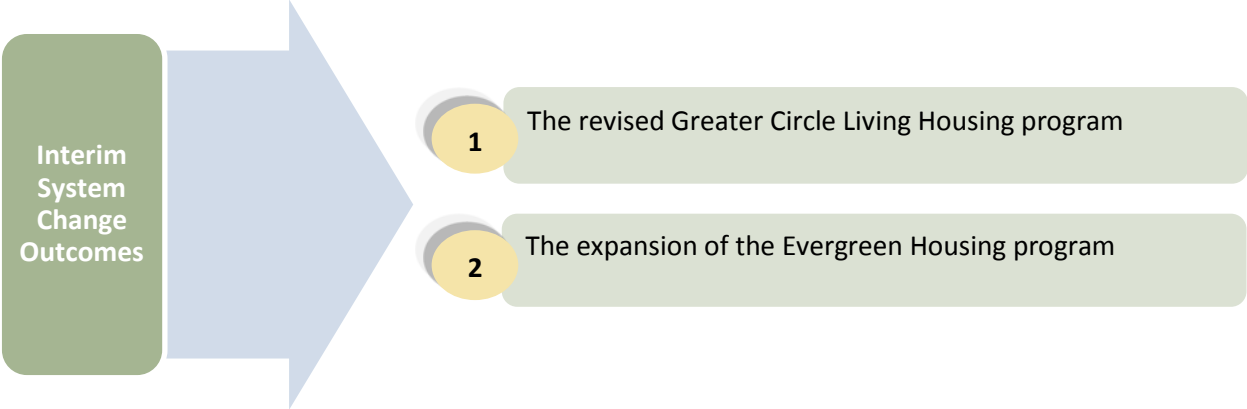 Interim
System
Change
Outcomes
1
The revised Greater Circle Living Housing program
2
The expansion of the Evergreen Housing program